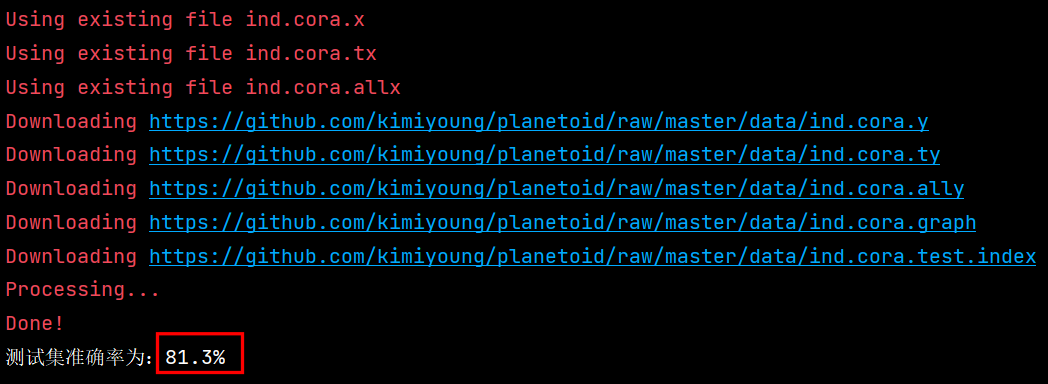 Using existing file ind.cora.x
Using existing file ind.cora.tx
Using existing file ind.cora.allx
Downloading https://github.com/kimiyoung/planetoid/raw/master/data/ind.cora.y
Downloading https://github.com/kimiyoung/planetoid/raw/master/data/ind.cora.ty
Downloading https://github.com/kimiyoung/planetoid/raw/master/data/ind.cora.ally
Downloading https://github.com/kimiyoung/planetoid/raw/master/data/ind.cora.graph
Downloading https://github.com/kimiyoung/planetoid/raw/master/data/ind.cora.test.index
Processing...
Done!
测试集准确率为：81.3%